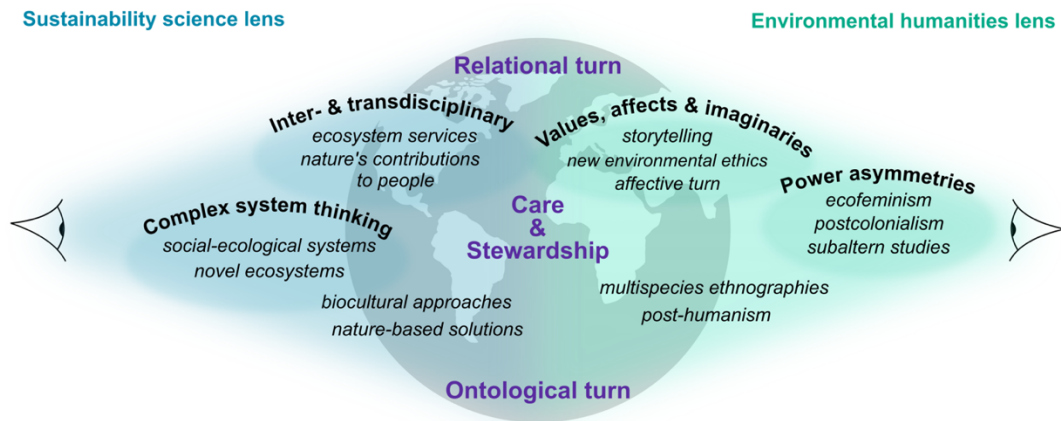 Sustainability science lens
Environmental humanities lens
Relational turn
Inter- & transdisciplinary
ecosystem services
nature's contributions
to people
Values, affects & imaginaries
storytelling
new environmental ethics
affective turn
Complex system thinking
social-ecological systems
novel ecosystems
Care
&
Stewardship
Power asymmetries
ecofeminism
postcolonialism
subaltern studies
biocultural approaches
nature-based solutions
multispecies ethnographies
post-humanism
Ontological turn